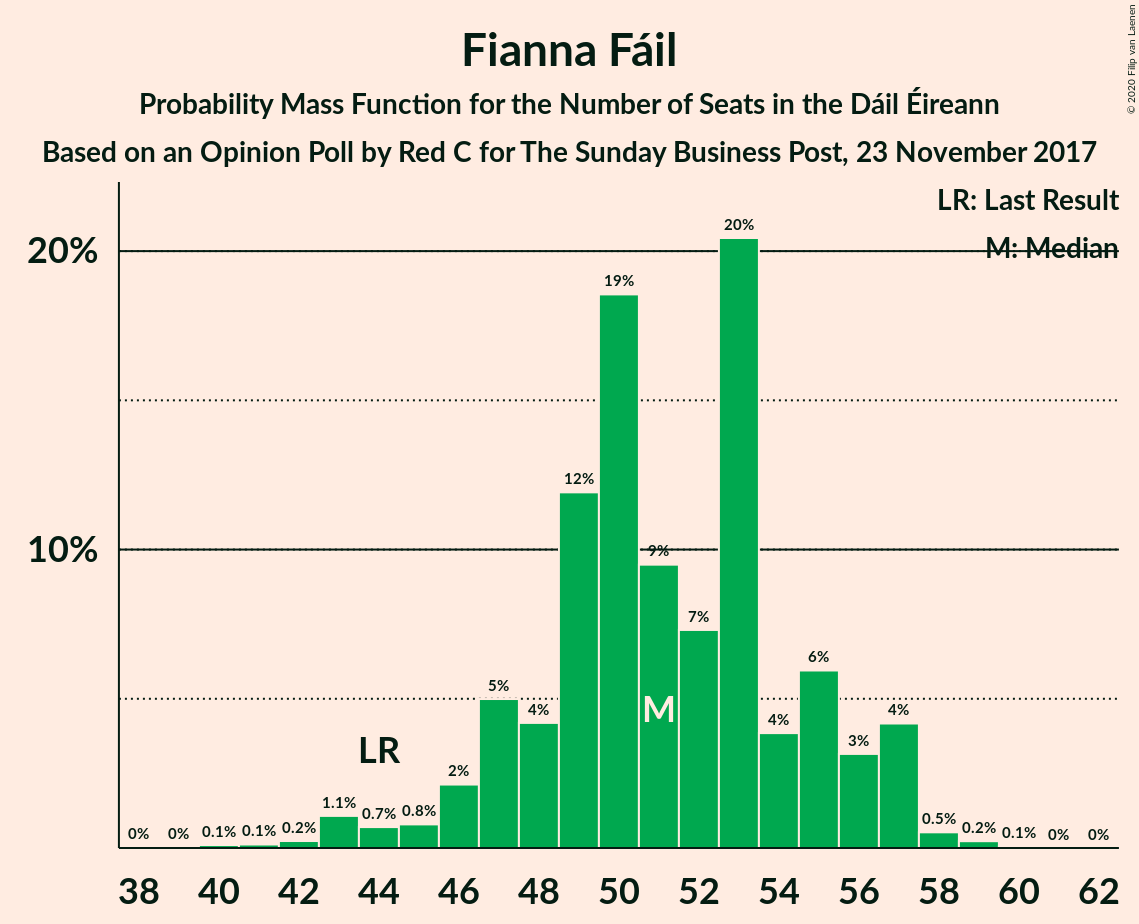 Fianna Fáil
Probability Mass Function for the Number of Seats in the Dáil Éireann
Based on an Opinion Poll by Red C for The Sunday Business Post, 23 November 2017
© 2020 Filip van Laenen
LR: Last Result
M: Median
20%
10%
0% 0% 0.1% 0.1% 0.2% 1.1% 0.7% 0.8% 2% 5% 4% 12% 19% 9% 7% 20% 4% 6% 3% 4% 0.5% 0.2% 0.1% 0% 0%
LR
M
38 40 42 44 46 48 50 52 54 56 58 60 62